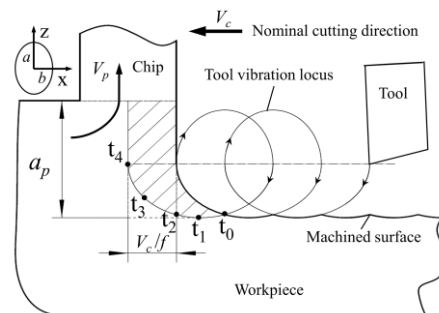 z
a
b
x
V_p
Chip
V_c
Nominal cutting direction
Tool vibration locus
Tool
a_p
t_4
t_3
t_2
t_1
t_0
V_c/f
Machined surface
Workpiece